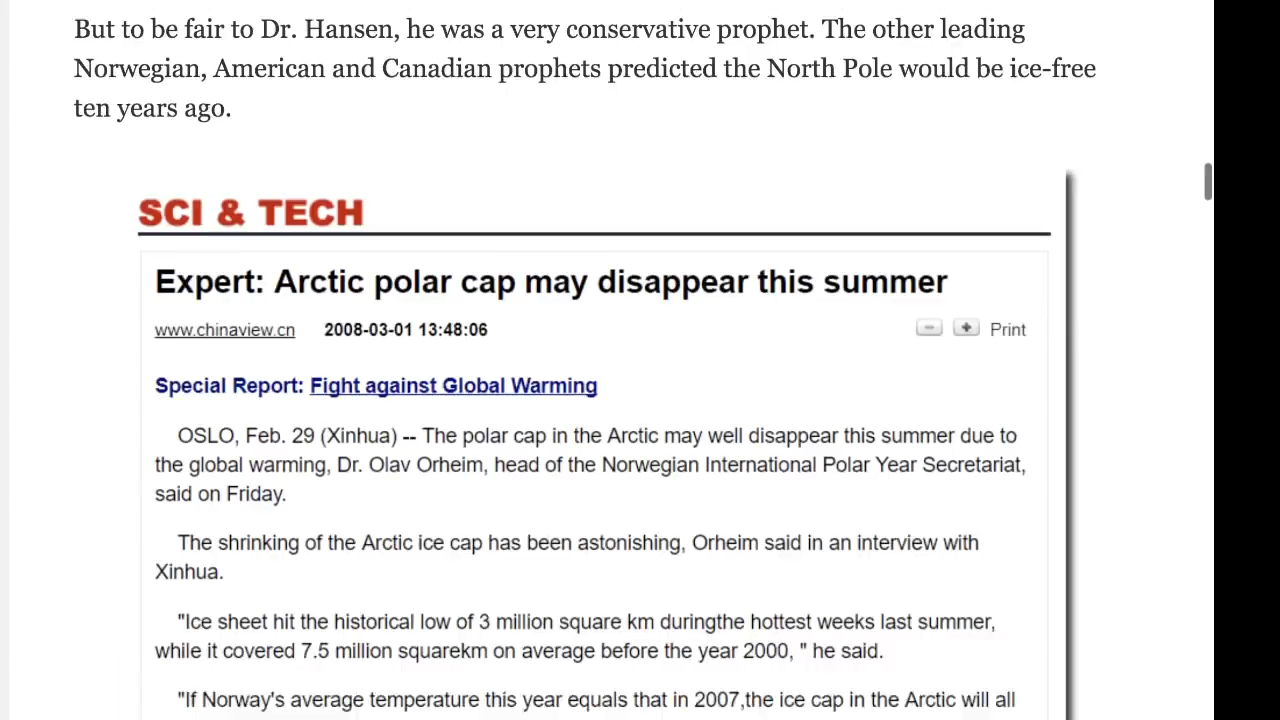 But to be fair to Dr. Hansen, he was a very conservative prophet. The other leading
Norwegian, American and Canadian prophets predicted the North Pole would be ice-free
ten years ago.
SCI & TECH
Expert: Arctic polar cap may disappear this summer
www.chinaview.cn 2008-03-01 13:48:06 Print
Special Report: Fight against Global Warming
OSLO, Feb. 29 (Xinhua) -- The polar cap in the Arctic may well disappear this summer due to
the global warming, Dr. Olav Orheim, head of the Norwegian International Polar Year Secretariat,
said on Friday.
The shrinking of the Arctic ice cap has been astonishing, Orheim said in an interview with
Xinhua.
"Ice sheet hit the historical low of 3 million square km duringthe hottest weeks last summer,
while it covered 7.5 million squarekm on average before the year 2000, " he said.
"If Norway's average temperature this year equals that in 2007,the ice cap in the Arctic will all